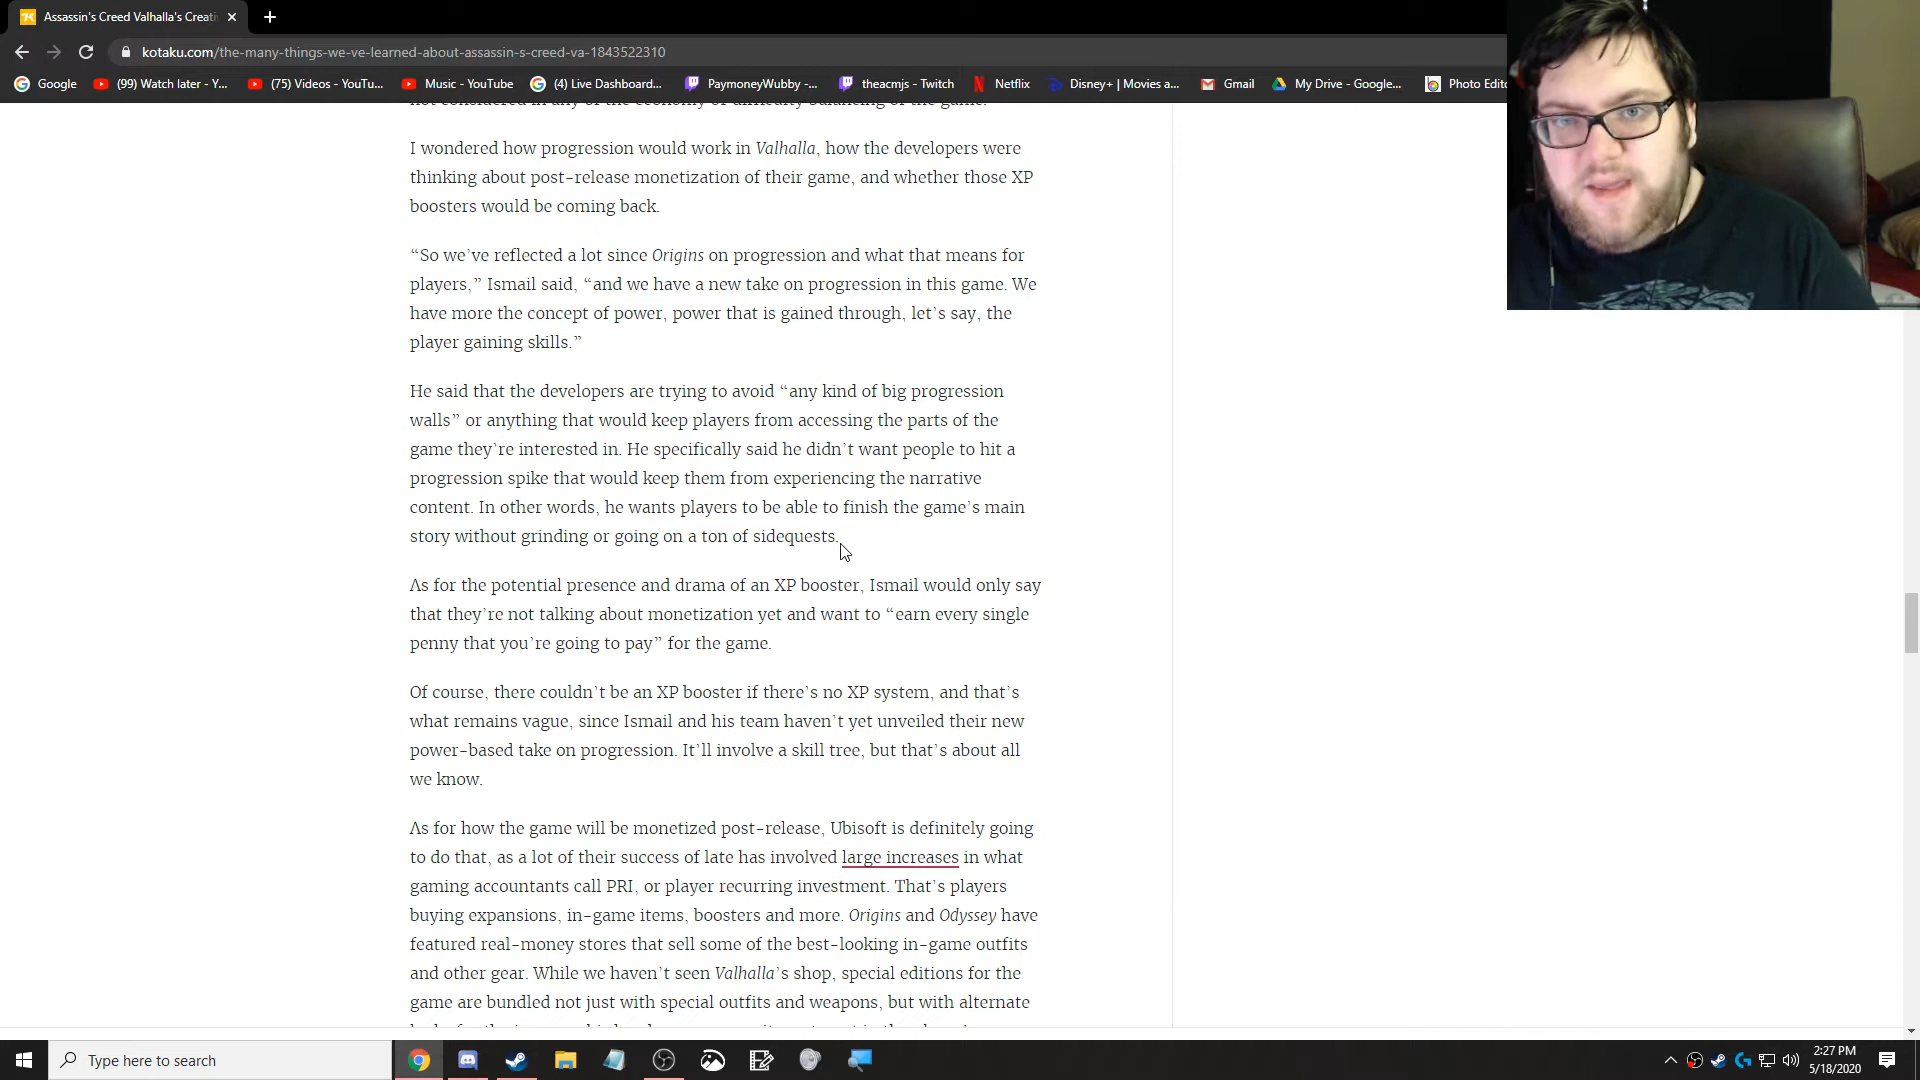 Assassin's Creed Valhalla's Creati
kotaku.com/the-many-things-we-ve-learned-about-assassin-s-creed-va-1843522310
Google
(99) Watch later - Y...
(75) Videos - YouTu...
Music - YouTube
(4) Live Dashboard...
PaymoneyWubby -...
theacmjs - Twitch
Netflix
Disney+ | Movies a...
Gmail
My Drive - Google...
Photo Edit
not considered in any of the economy or difficulty balancing of the game.
I wondered how progression would work in Valhalla, how the developers were
thinking about post-release monetization of their game, and whether those XP
boosters would be coming back.
“So we’ve reflected a lot since Origins on progression and what that means for
players,” Ismail said, “and we have a new take on progression in this game. We
have more the concept of power, power that is gained through, let’s say, the
player gaining skills.”
He said that the developers are trying to avoid “any kind of big progression
walls” or anything that would keep players from accessing the parts of the
game they’re interested in. He specifically said he didn’t want people to hit a
progression spike that would keep them from experiencing the narrative
content. In other words, he wants players to be able to finish the game’s main
story without grinding or going on a ton of sidequests.
As for the potential presence and drama of an XP booster, Ismail would only say
that they’re not talking about monetization yet and want to “earn every single
penny that you’re going to pay” for the game.
Of course, there couldn’t be an XP booster if there’s no XP system, and that’s
what remains vague, since Ismail and his team haven’t yet unveiled their new
power-based take on progression. It’ll involve a skill tree, but that’s about all
we know.
As for how the game will be monetized post-release, Ubisoft is definitely going
to do that, as a lot of their success of late has involved large increases in what
gaming accountants call PRI, or player recurring investment. That’s players
buying expansions, in-game items, boosters and more. Origins and Odyssey have
featured real-money stores that sell some of the best-looking in-game outfits
and other gear. While we haven’t seen Valhalla’s shop, special editions for the
game are bundled not just with special outfits and weapons, but with alternate
Type here to search
2:27 PM
5/18/2020